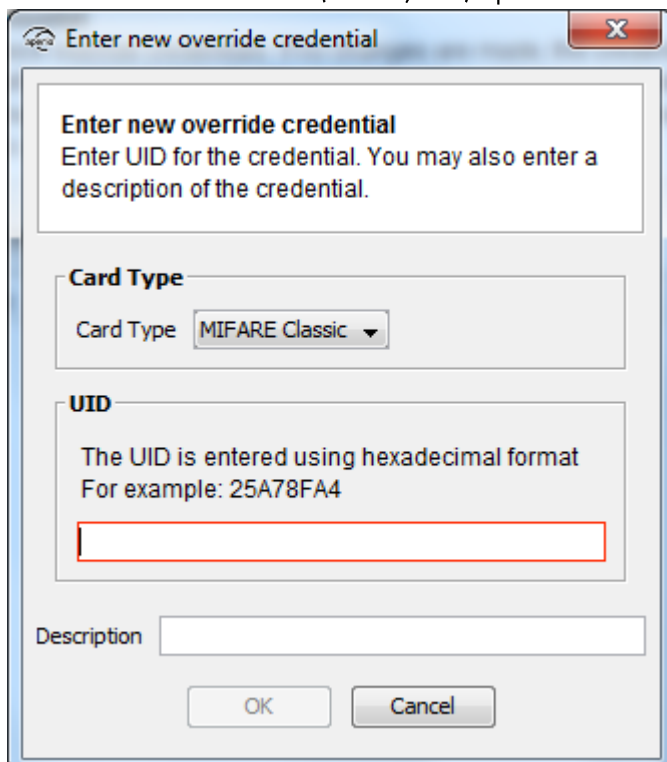 Enter new override credential
Enter new override credential
Enter UID for the credential. You may also enter a
description of the credential.
Card Type
Card Type MIFARE Classic
UID
The UID is entered using hexadecimal format
For example: 25A78FA4
Description
OK Cancel